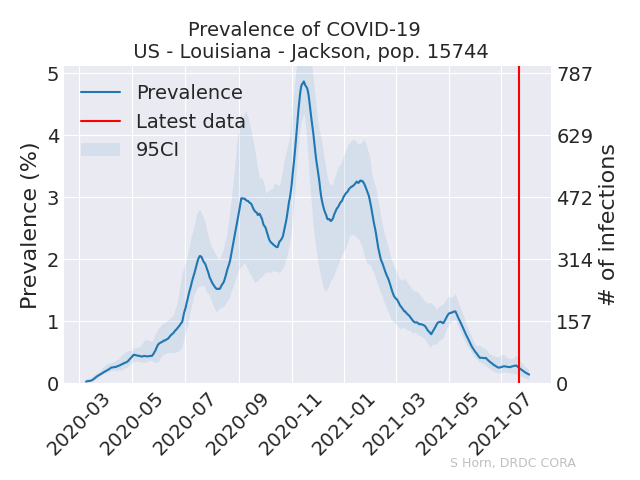 Prevalence of COVID-19
US - Louisiana - Jackson, pop. 15744
Prevalence
Latest data
95CI
Prevalence (%)
5
4
3
2
1
0
787
629
472
314
157
0
# of infections
2020-03
2020-05
2020-07
2020-09
2020-11
2021-01
2021-03
2021-05
2021-07
S Horn, DRDC CORA